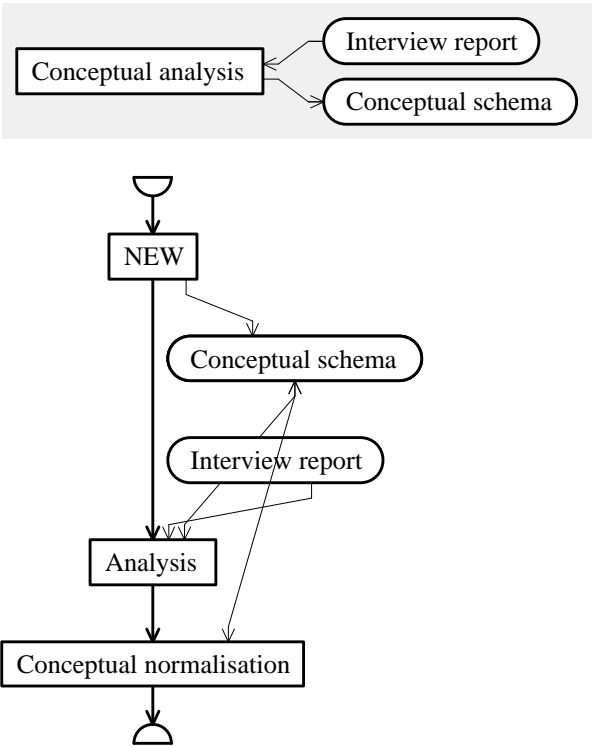 Interview report
Conceptual analysis
Conceptual schema
NEW
Conceptual schema
Interview report
Analysis
Conceptual normalisation